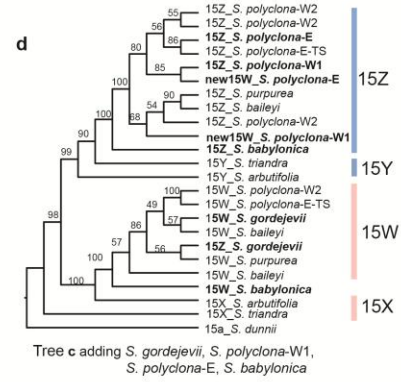 d
15Z_S. polyclona-W2
15Z_S. polyclona-W2
15Z_S. polyclona-E
15Z_S. polyclona-E-TS
15Z_S. polyclona-W1
new15W_S. polyclona-E
15Z_S. purpurea
15Z_S. baileyi
15Z_S. polyclona-W2
new15W_S. polyclona-W1
15Z_S. babylonica
15Y_S. triandra
15Y_S. arbutifolia
15W_S. polyclona-W2
15W_S. polyclona-E-TS
15W_S. gordejevii
15W_S. baileyi
15Z_S. gordejevii
15W_S. purpurea
15W_S. baileyi
15W_S. babylonica
15X_S. arbutifolia
15X_S. triandra
15a_S. dunnii
55
56
86
80
85
100
90
54
68
90
99
100
49
57
86
56
57
98
100
100
15Z
15Y
15W
15X
Tree c adding S. gordejevii, S. polyclona-W1,
S. polyclona-E, S. babylonica